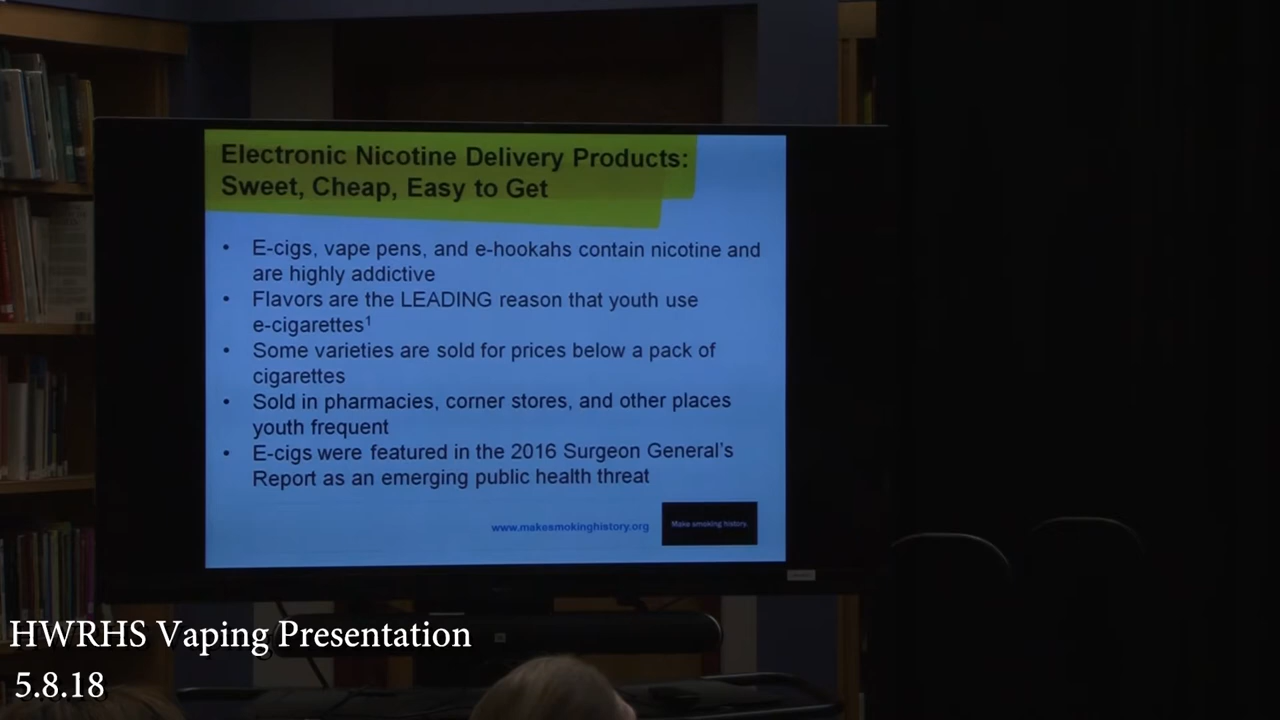 Electronic Nicotine Delivery Products:
Sweet, Cheap, Easy to Get
• E-cigs, vape pens, and e-hookahs contain nicotine and
are highly addictive
• Flavors are the LEADING reason that youth use
e-cigarettes¹
• Some varieties are sold for prices below a pack of
cigarettes
• Sold in pharmacies, corner stores, and other places
youth frequent
• E-cigs were featured in the 2016 Surgeon General's
Report as an emerging public health threat
www.makesmokinghistory.org
Make smoking history.
HWRHS Vaping Presentation
5.8.18